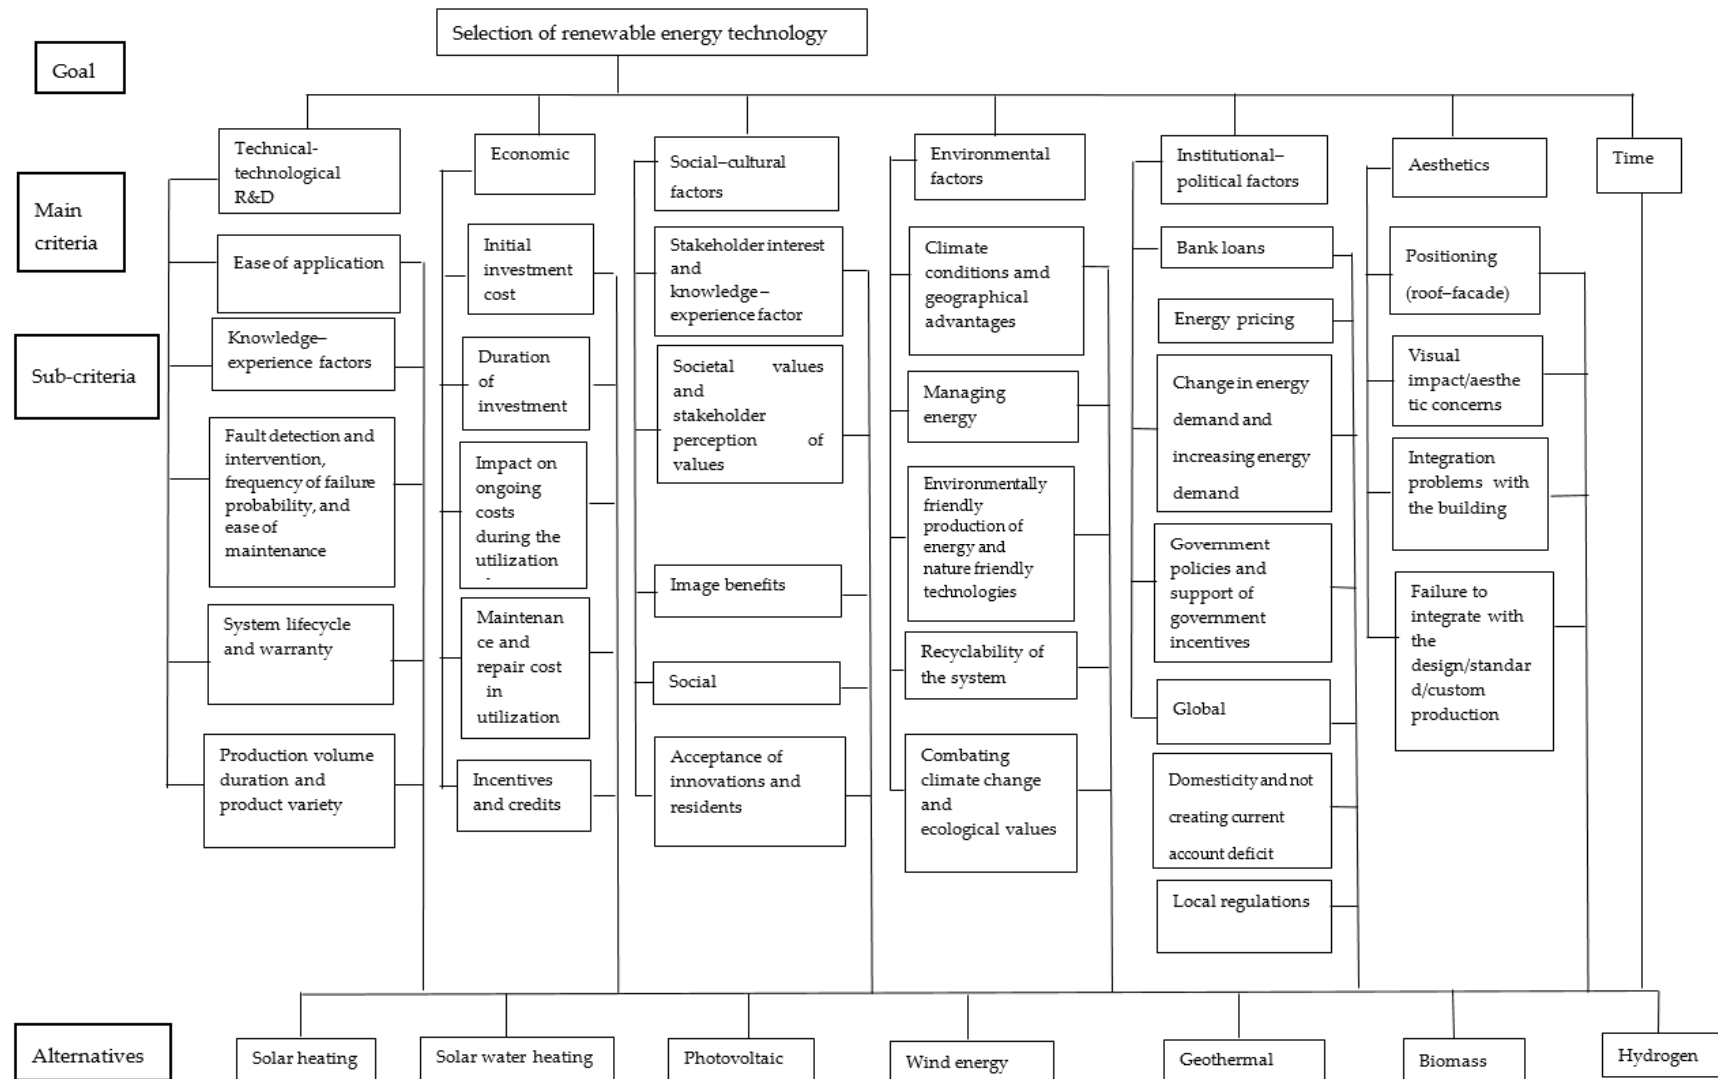 Selection of renewable energy technology
Goal
Main
criteria
Sub-criteria
Alternatives
Technical-
technological
R&D
Ease of application
Knowledge–
experience factors
Fault detection and
intervention,
frequency of failure
probability, and
ease of
maintenance
System lifecycle
and warranty
Production volume
duration and
product variety
Economic
Initial
investment
cost
Duration
of
investment
Impact on
ongoing
costs
during the
utilization
Maintenan
ce and
repair cost
in
utilization
Incentives
and credits
Social–cultural
factors
Stakeholder interest
and
knowledge–
experience factor
Societal values
and
stakeholder
perception of
values
Image benefits
Social
Acceptance of
innovations and
residents
Environmental
factors
Climate
conditions amd
geographical
advantages
Managing
energy
Environmentally
friendly
production of
energy and
nature friendly
technologies
Recyclability of
the system
Combating
climate change
and
ecological values
Institutional–
political factors
Bank loans
Energy pricing
Change in energy
demand and
increasing energy
demand
Government
policies and
support of
government
incentives
Global
Domesticity and not
creating current
account deficit
Local regulations
Aesthetics
Positioning
(roof–facade)
Visual
impact/aesthe
tic concerns
Integration
problems with
the building
Failure to
integrate with
the
design/standar
d/custom
production
Time
Solar heating
Solar water heating
Photovoltaic
Wind energy
Geothermal
Biomass
Hydrogen